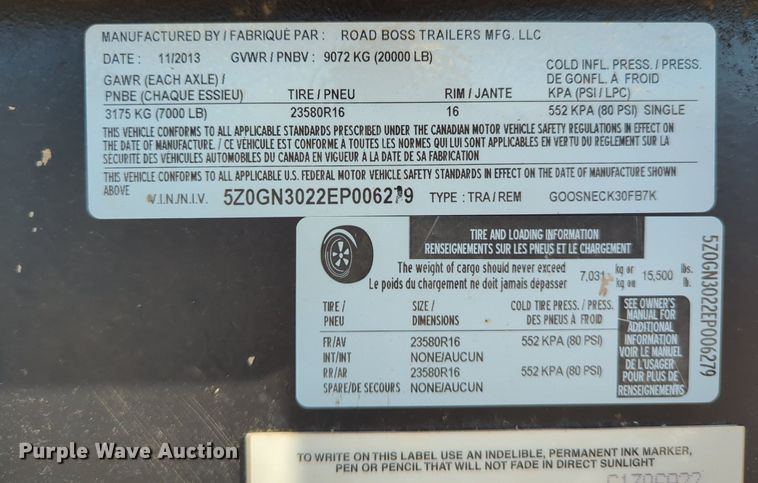 MANUFACTURED BY / FABRIQUÉ PAR : ROAD BOSS TRAILERS MFG. LLC
DATE : 11/2013 GVWR / PNBV : 9072 KG (20000 LB)
GAWR (EACH AXLE) / COLD INFL. PRESS. / PRESS. DE GONFL. À FROID
PNBE (CHAQUE ESSIEU) TIRE / PNEU RIM / JANTE KPA (PSI / LPC)
3175 KG (7000 LB) 23580R16 16 552 KPA (80 PSI) SINGLE
THIS VEHICLE CONFORMS TO ALL APPLICABLE STANDARDS PRESCRIBED UNDER THE CANADIAN MOTOR VEHICLE SAFETY REGULATIONS IN EFFECT ON
THE DATE OF MANUFACTURE. / CE VÉHICULE EST CONFORME À TOUTES LES NORMES QUI LUI SONT APPLICABLES EN VERTU DU RÈGLEMENT SUR LA
SÉCURITE DES VÉHICULES AUTOMOBILES DU CANADA EN VIGUEUR À LA DATE DE SA FABRICATION
THIS VEHICLE CONFORMS TO ALL APPLICABLE U.S. FEDERAL MOTOR VEHICLE SAFETY STANDARDS IN EFFECT ON THE DATE OF MANUFACTURE SHOWN
ABOVE
V.I.N./N.I.V. 5Z0GN3022EP006279 TYPE : TRA / REM GOOSNECK30FB7K
TIRE AND LOADING INFORMATION
RENSEIGNEMENTS SUR LES PNEUS ET LE CHARGEMENT
The weight of cargo should never exceed 7,031 kg or 15,500 lbs.
Le poids du chargement ne doit jamais dépasser kg ou lb.
TIRE / SIZE / COLD TIRE PRESS. / PRESS.
PNEU DIMENSIONS DES PNEUS À FROID
FR/AV 23580R16 552 KPA (80 PSI)
INT/INT NONE/AUCUN
RR/AR 23580R16 552 KPA (80 PSI)
SPARE/DE SECOURS NONE/AUCUN
SEE OWNER'S
MANUAL FOR
ADDITIONAL
INFORMATION
VOIR LE MANUEL
DE L'USAGER
POUR PLUS DE
RENSEIGNEMENTS
5Z0GN3022EP006279
TO WRITE ON THIS LABEL USE AN INDELIBLE, PERMANENT INK MARKER,
PEN OR PENCIL THAT WILL NOT FADE IN DIRECT SUNLIGHT
Purple Wave Auction